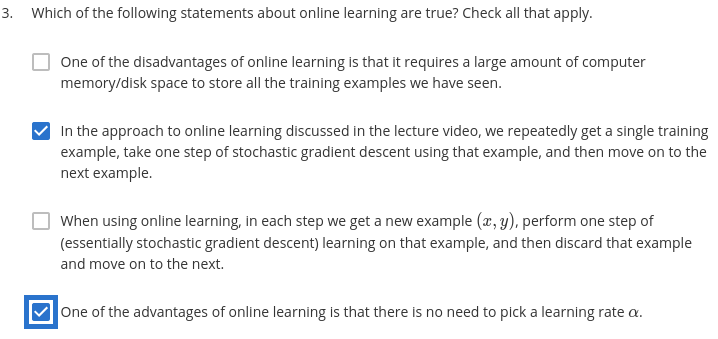 3. Which of the following statements about online learning are true? Check all that apply.
One of the disadvantages of online learning is that it requires a large amount of computer
memory/disk space to store all the training examples we have seen.
In the approach to online learning discussed in the lecture video, we repeatedly get a single training
example, take one step of stochastic gradient descent using that example, and then move on to the
next example.
When using online learning, in each step we get a new example (x, y), perform one step of
(essentially stochastic gradient descent) learning on that example, and then discard that example
and move on to the next.
One of the advantages of online learning is that there is no need to pick a learning rate α.